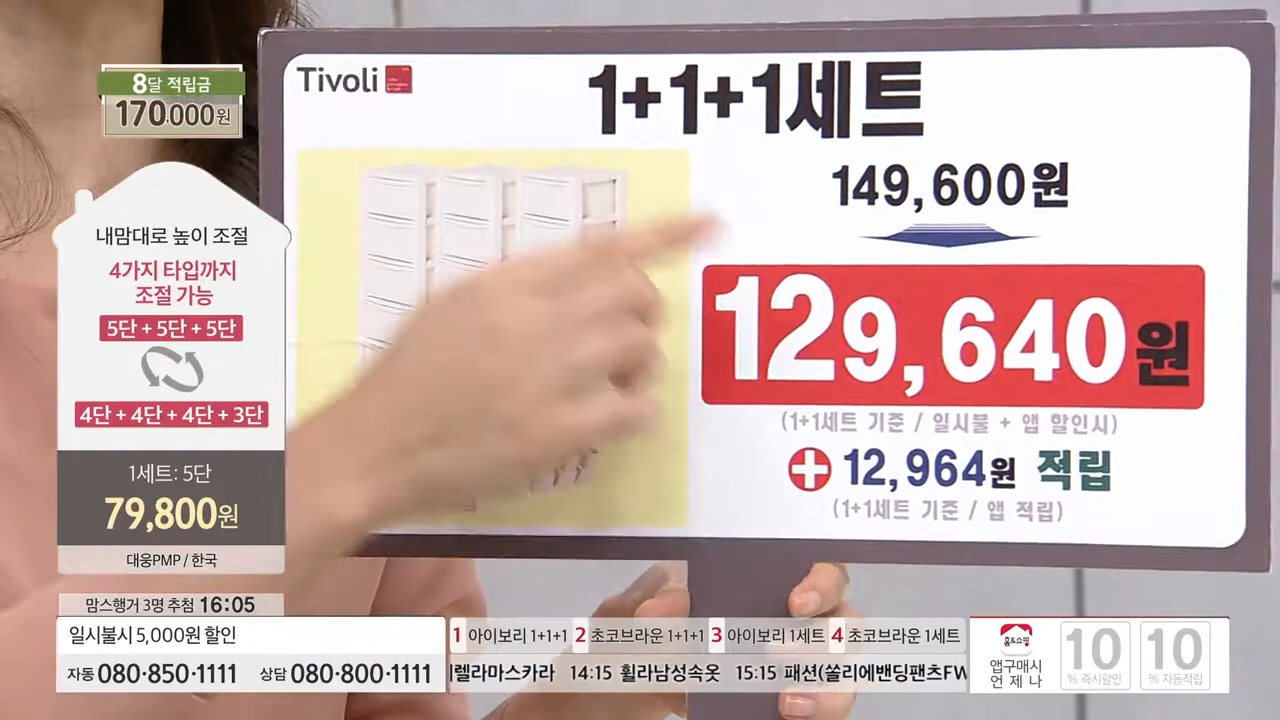 8달 적립금
170,000원
내맘대로 높이 조절
4가지 타입까지
조절 가능
5단 + 5단 + 5단
4단 + 4단 + 4단 + 3단
1세트: 5단
79,800원
대웅PMP / 한국
맘스행거 3명 추첨 16:05
일시불시 5,000원 할인
자동 080·850·1111 상담 080·800·1111
Tivoli
1+1+1세트
149,600원
129,640원
(1+1세트 기준 / 일시불 + 앱 할인시)
12,964원 적립
(1+1세트 기준 / 앱 적립)
1 아이보리 1+1+1 2 초코브라운 1+1+1 3 아이보리 1세트 4 초코브라운 1세트
렐라마스카라 14:15 휠라남성속옷 15:15 패션(쏠리에밴딩팬츠FW
홈&쇼핑
앱구매시
언제나
10
% 즉시할인
10
% 자동적립